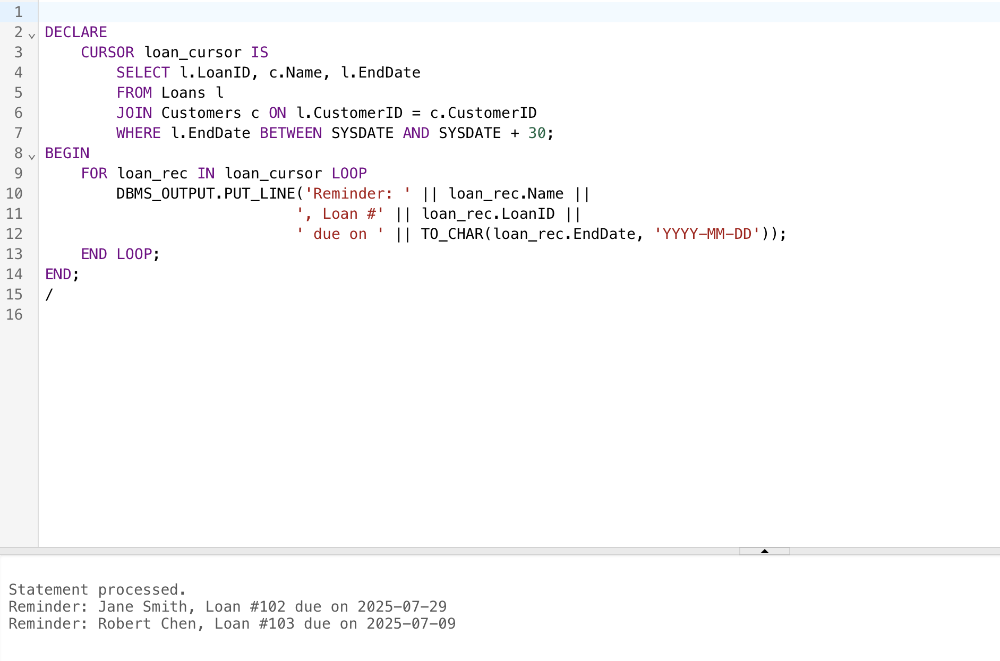 1
2 DECLARE
3     CURSOR loan_cursor IS
4         SELECT l.LoanID, c.Name, l.EndDate
5         FROM Loans l
6         JOIN Customers c ON l.CustomerID = c.CustomerID
7         WHERE l.EndDate BETWEEN SYSDATE AND SYSDATE + 30;
8 BEGIN
9     FOR loan_rec IN loan_cursor LOOP
10         DBMS_OUTPUT.PUT_LINE('Reminder: ' || loan_rec.Name ||
11                             ', Loan #' || loan_rec.LoanID ||
12                             ' due on ' || TO_CHAR(loan_rec.EndDate, 'YYYY-MM-DD'));
13     END LOOP;
14 END;
15 /
16
Statement processed.
Reminder: Jane Smith, Loan #102 due on 2025-07-29
Reminder: Robert Chen, Loan #103 due on 2025-07-09